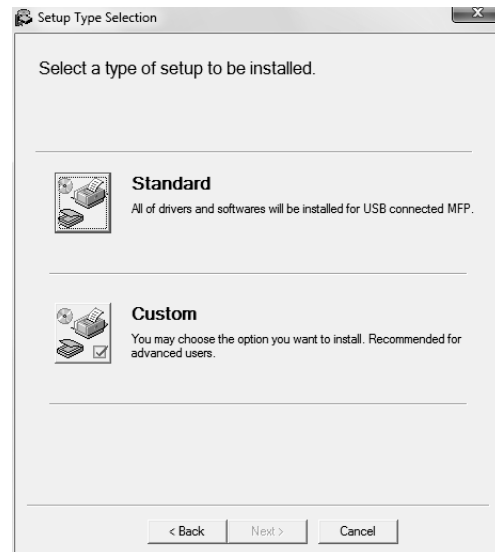 Setup Type Selection
Select a type of setup to be installed.
Standard
All of drivers and softwares will be installed for USB connected MFP.
Custom
You may choose the option you want to install. Recommended for
advanced users.
< Back
Next >
Cancel